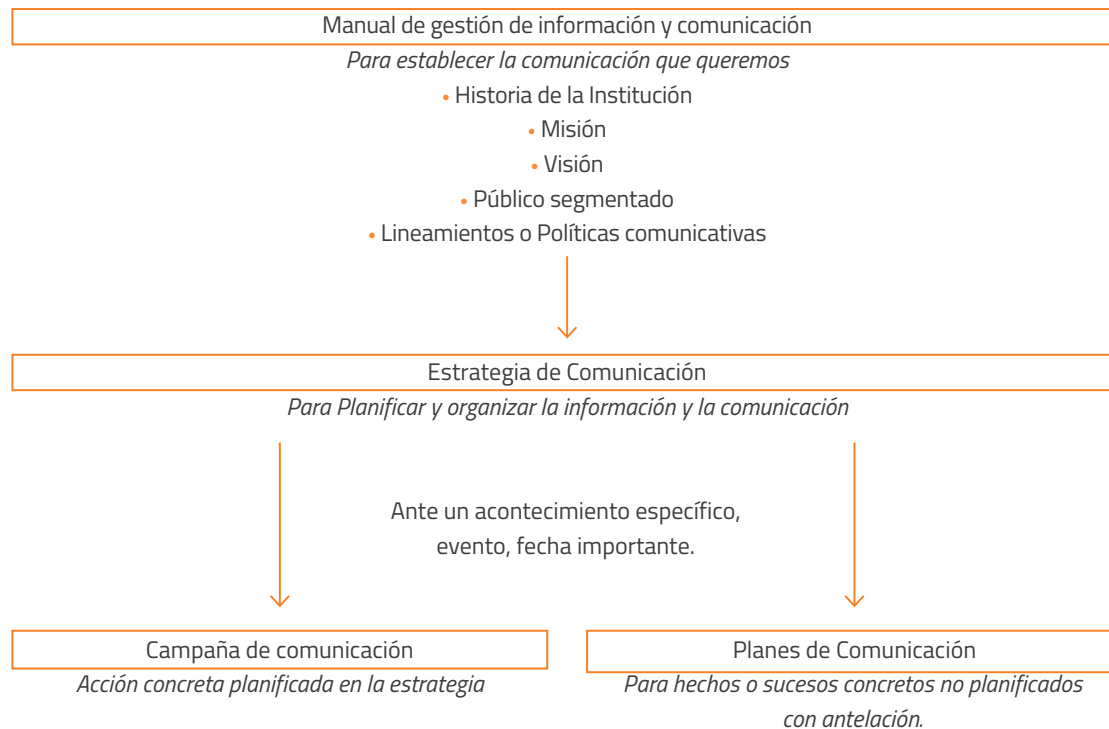 Manual de gestión de información y comunicación
Para establecer la comunicación que queremos
• Historia de la Institución
• Misión
• Visión
• Público segmentado
• Lineamientos o Políticas comunicativas
Estrategia de Comunicación
Para Planificar y organizar la información y la comunicación
Ante un acontecimiento específico,
evento, fecha importante.
Campaña de comunicación
Acción concreta planificada en la estrategia
Planes de Comunicación
Para hechos o sucesos concretos no planificados
con antelación.